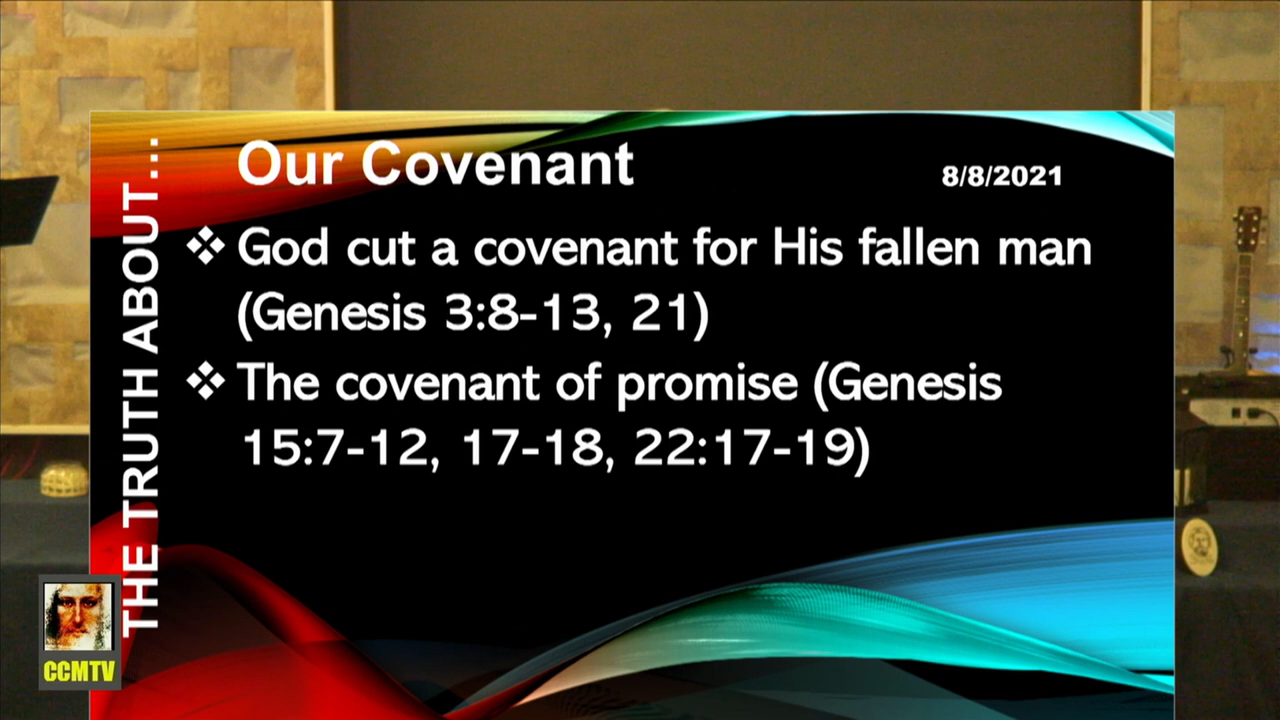 THE TRUTH ABOUT...
Our Covenant
8/8/2021
❖ God cut a covenant for His fallen man
(Genesis 3:8-13, 21)
❖ The covenant of promise (Genesis
15:7-12, 17-18, 22:17-19)
CCMTV